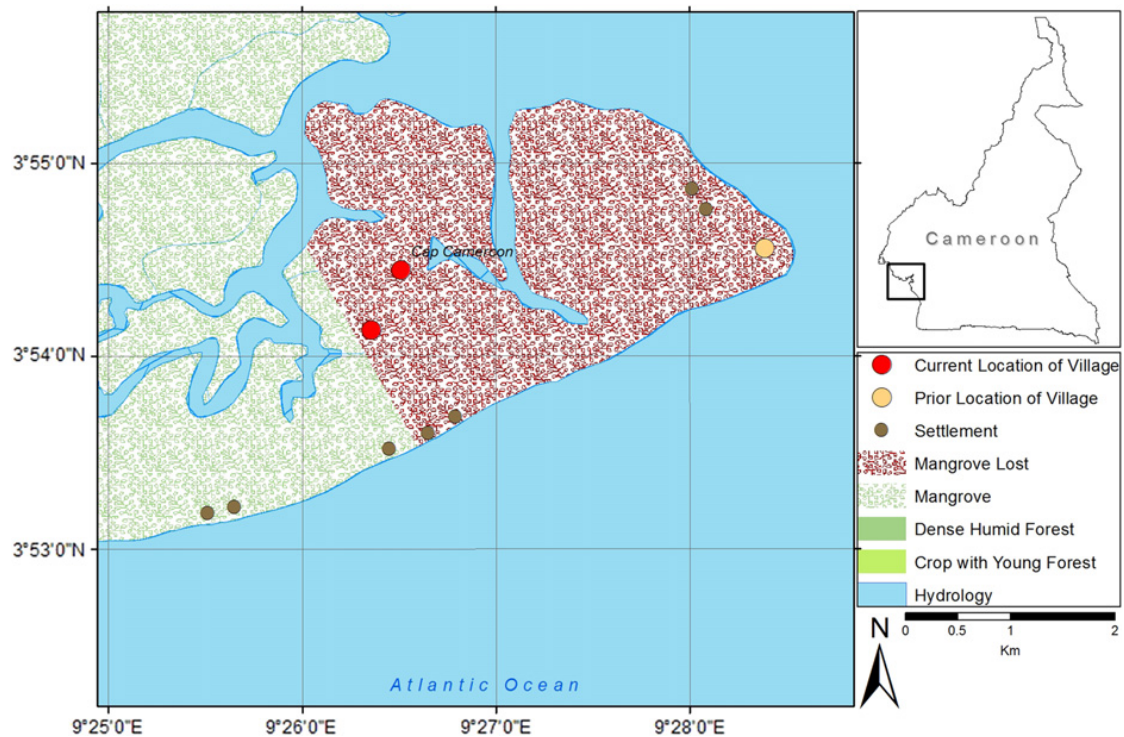 3°55'0"N
3°54'0"N
3°53'0"N
Cap Cameroon
Atlantic Ocean
9°25'0"E
9°26'0"E
9°27'0"E
9°28'0"E
Cameroon
Current Location of Village
Prior Location of Village
Settlement
Mangrove Lost
Mangrove
Dense Humid Forest
Crop with Young Forest
Hydrology
N
0 0.5 1 2
Km